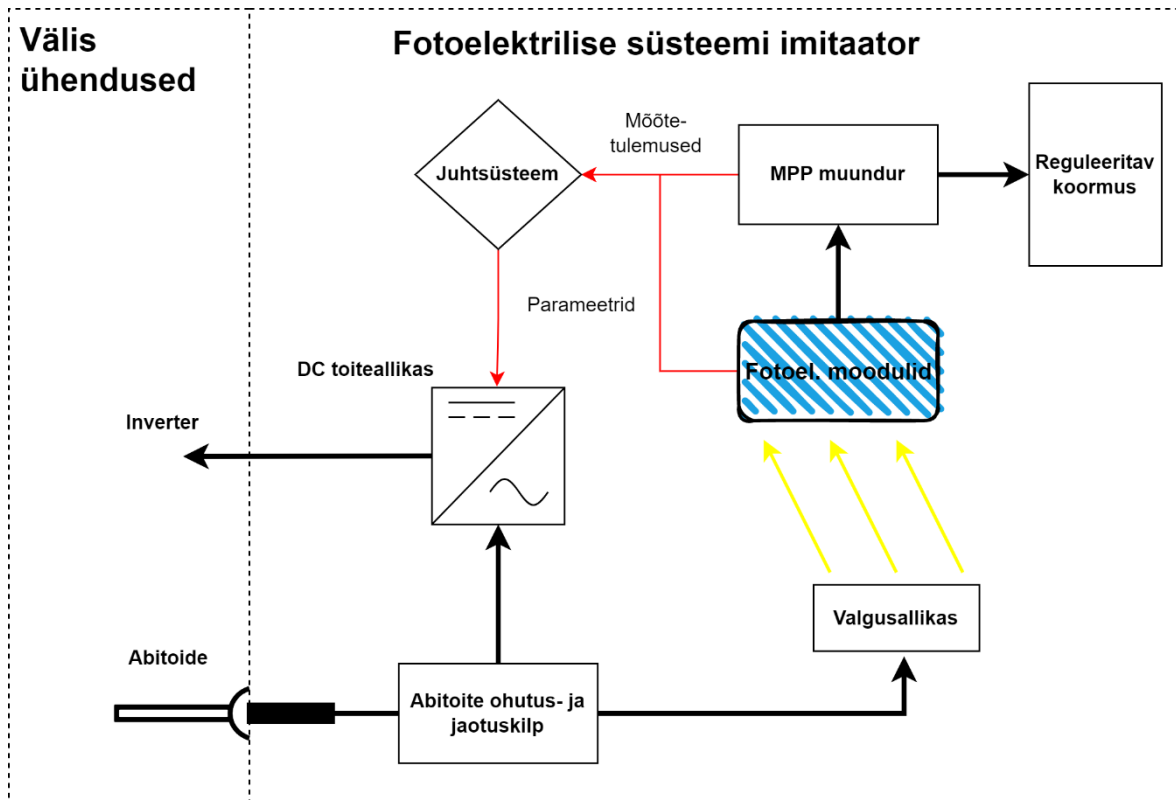 Välis
ühendused
Fotoelektrilise süsteemi imitaator
Mõõte-
tulemused
Juhtsüsteem
MPP muundur
Reguleeritav
koormus
Parameetrid
DC toiteallikas
Fotoel. moodulid
Inverter
Valgusallikas
Abitoide
Abitoite ohutus- ja
jaotuskilp